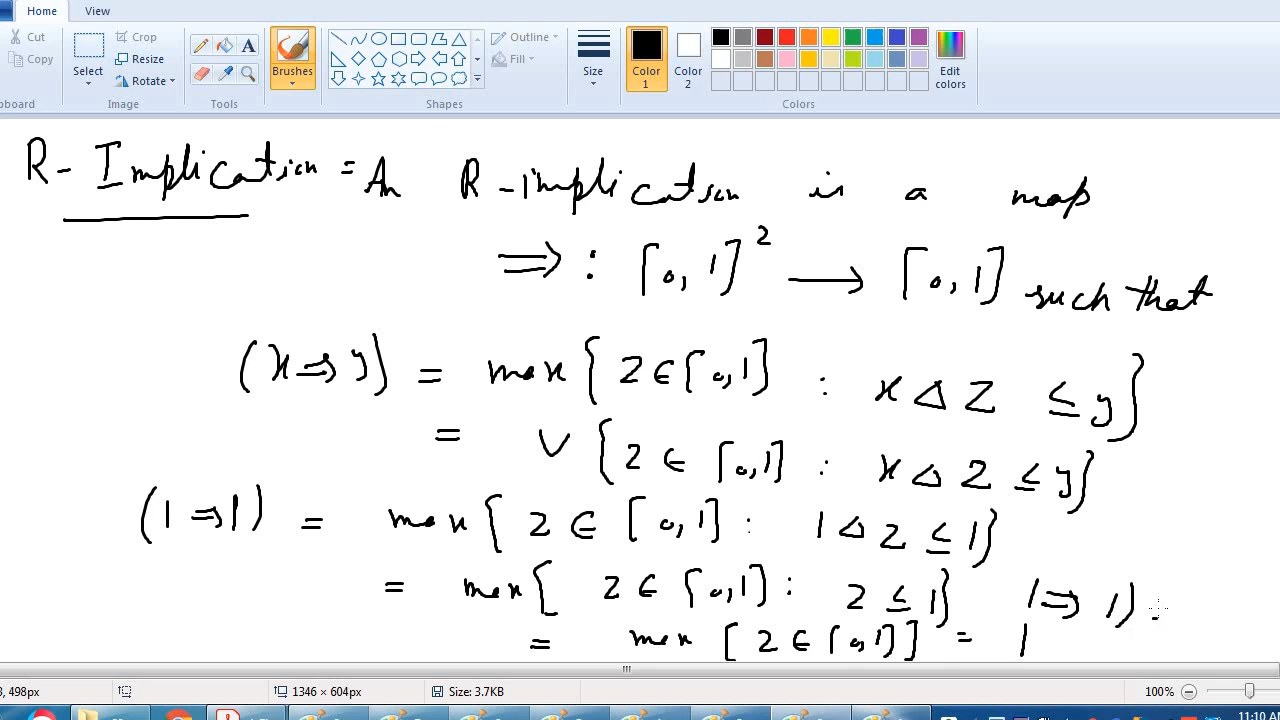 Home View
Cut
Copy
Select
Crop
Resize
Rotate
Brushes
Outline
Fill
Size
Color 1
Color 2
Edit colors
Image
Tools
Shapes
Colors
R- Implication = An R-implication is a map
⇒ : [0, 1]² → [0, 1] such that
(x ⇒ y) = max { z ∈ [0, 1] : x Δ z ≤ y }
= ∨ { z ∈ [0, 1] : x Δ z ≤ y }
(1 ⇒ 1) = max { z ∈ [0, 1] : 1 Δ z ≤ 1 }
= max { z ∈ [0, 1] : z ≤ 1 } 1 ⇒ 1) =
= max [ z ∈ [0, 1] ] = 1
498px
1346 × 604px
Size: 3.7KB
100%
11:10